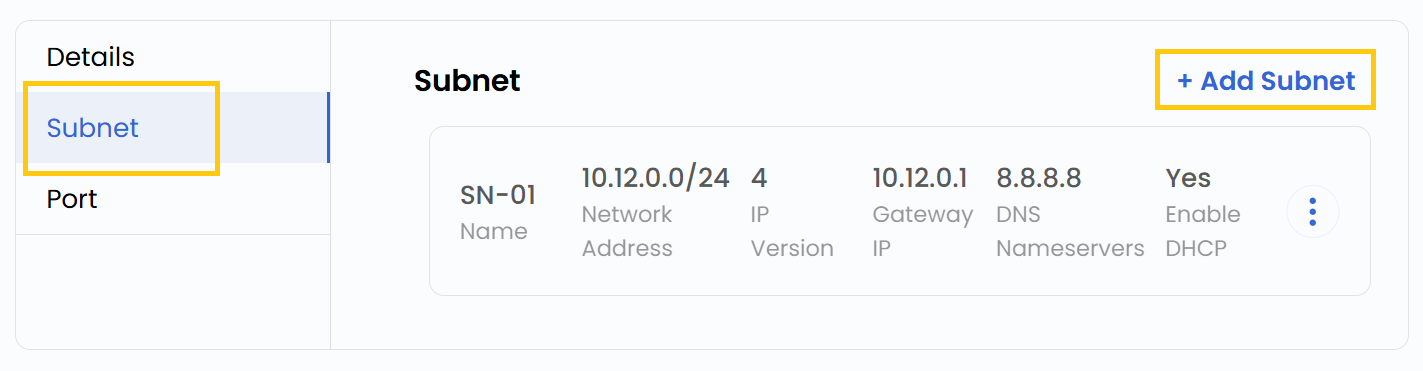 Details
Subnet
Port
Subnet
+ Add Subnet
SN-01
Name
10.12.0.0/24
Network
Address
4
IP
Version
10.12.0.1
Gateway
IP
8.8.8.8
DNS
Nameservers
Yes
Enable
DHCP